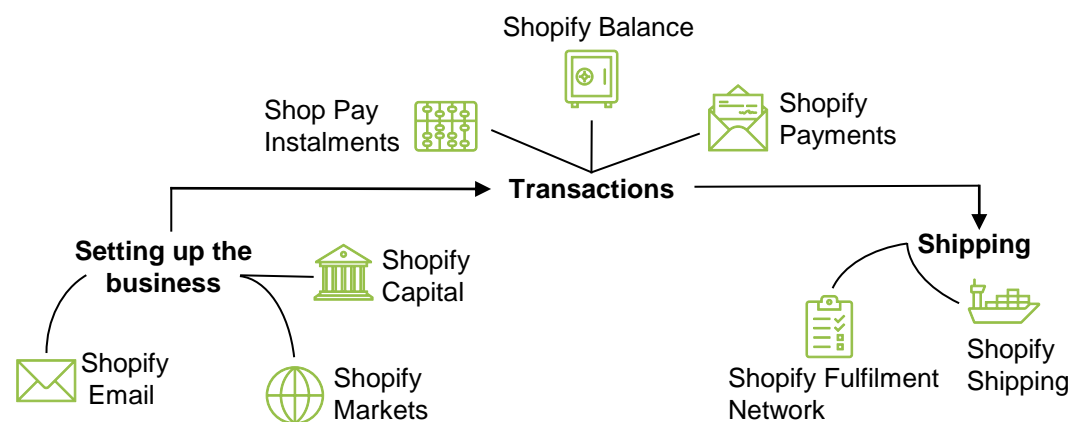 Shopify Balance
Shop Pay
Instalments
Shopify
Payments
Transactions
Setting up the
business
Shopify
Capital
Shopify
Email
Shopify
Markets
Shipping
Shopify Fulfilment
Network
Shopify
Shipping